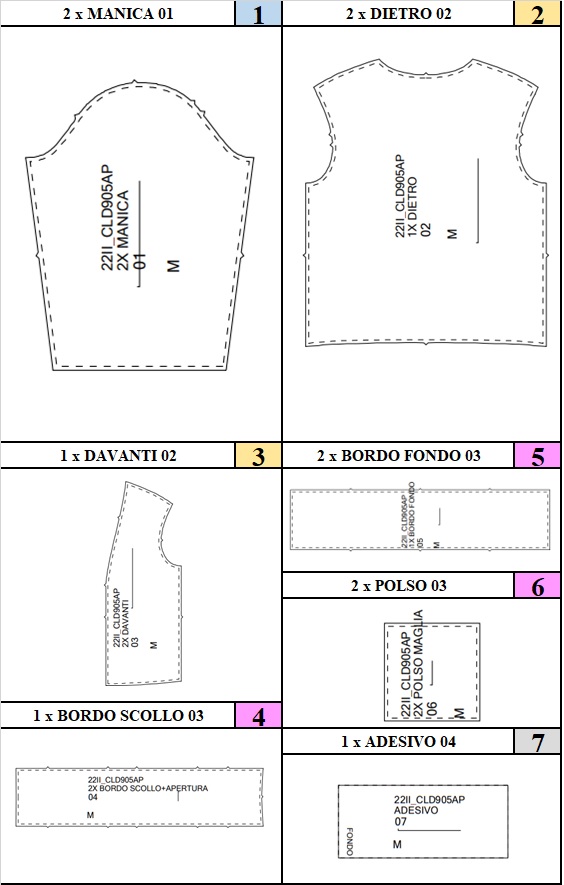 2 x MANICA 01
1
22II_CLD905AP
2X MANICA
01
M
2 x DIETRO 02
2
22II_CLD905AP
1X DIETRO
02
M
1 x DAVANTI 02
3
22II_CLD905AP
2X DAVANTI
03
M
1 x BORDO SCOLLO 03
4
22II_CLD905AP
2X BORDO SCOLLO+APERTURA
04
M
2 x BORDO FONDO 03
5
22II_CLD905AP
1X BORDO FONDO
05
M
2 x POLSO 03
6
22II_CLD905AP
2X POLSO MAGLIA
06
M
1 x ADESIVO 04
7
22II_CLD905AP
ADESIVO
07
FONDO
M